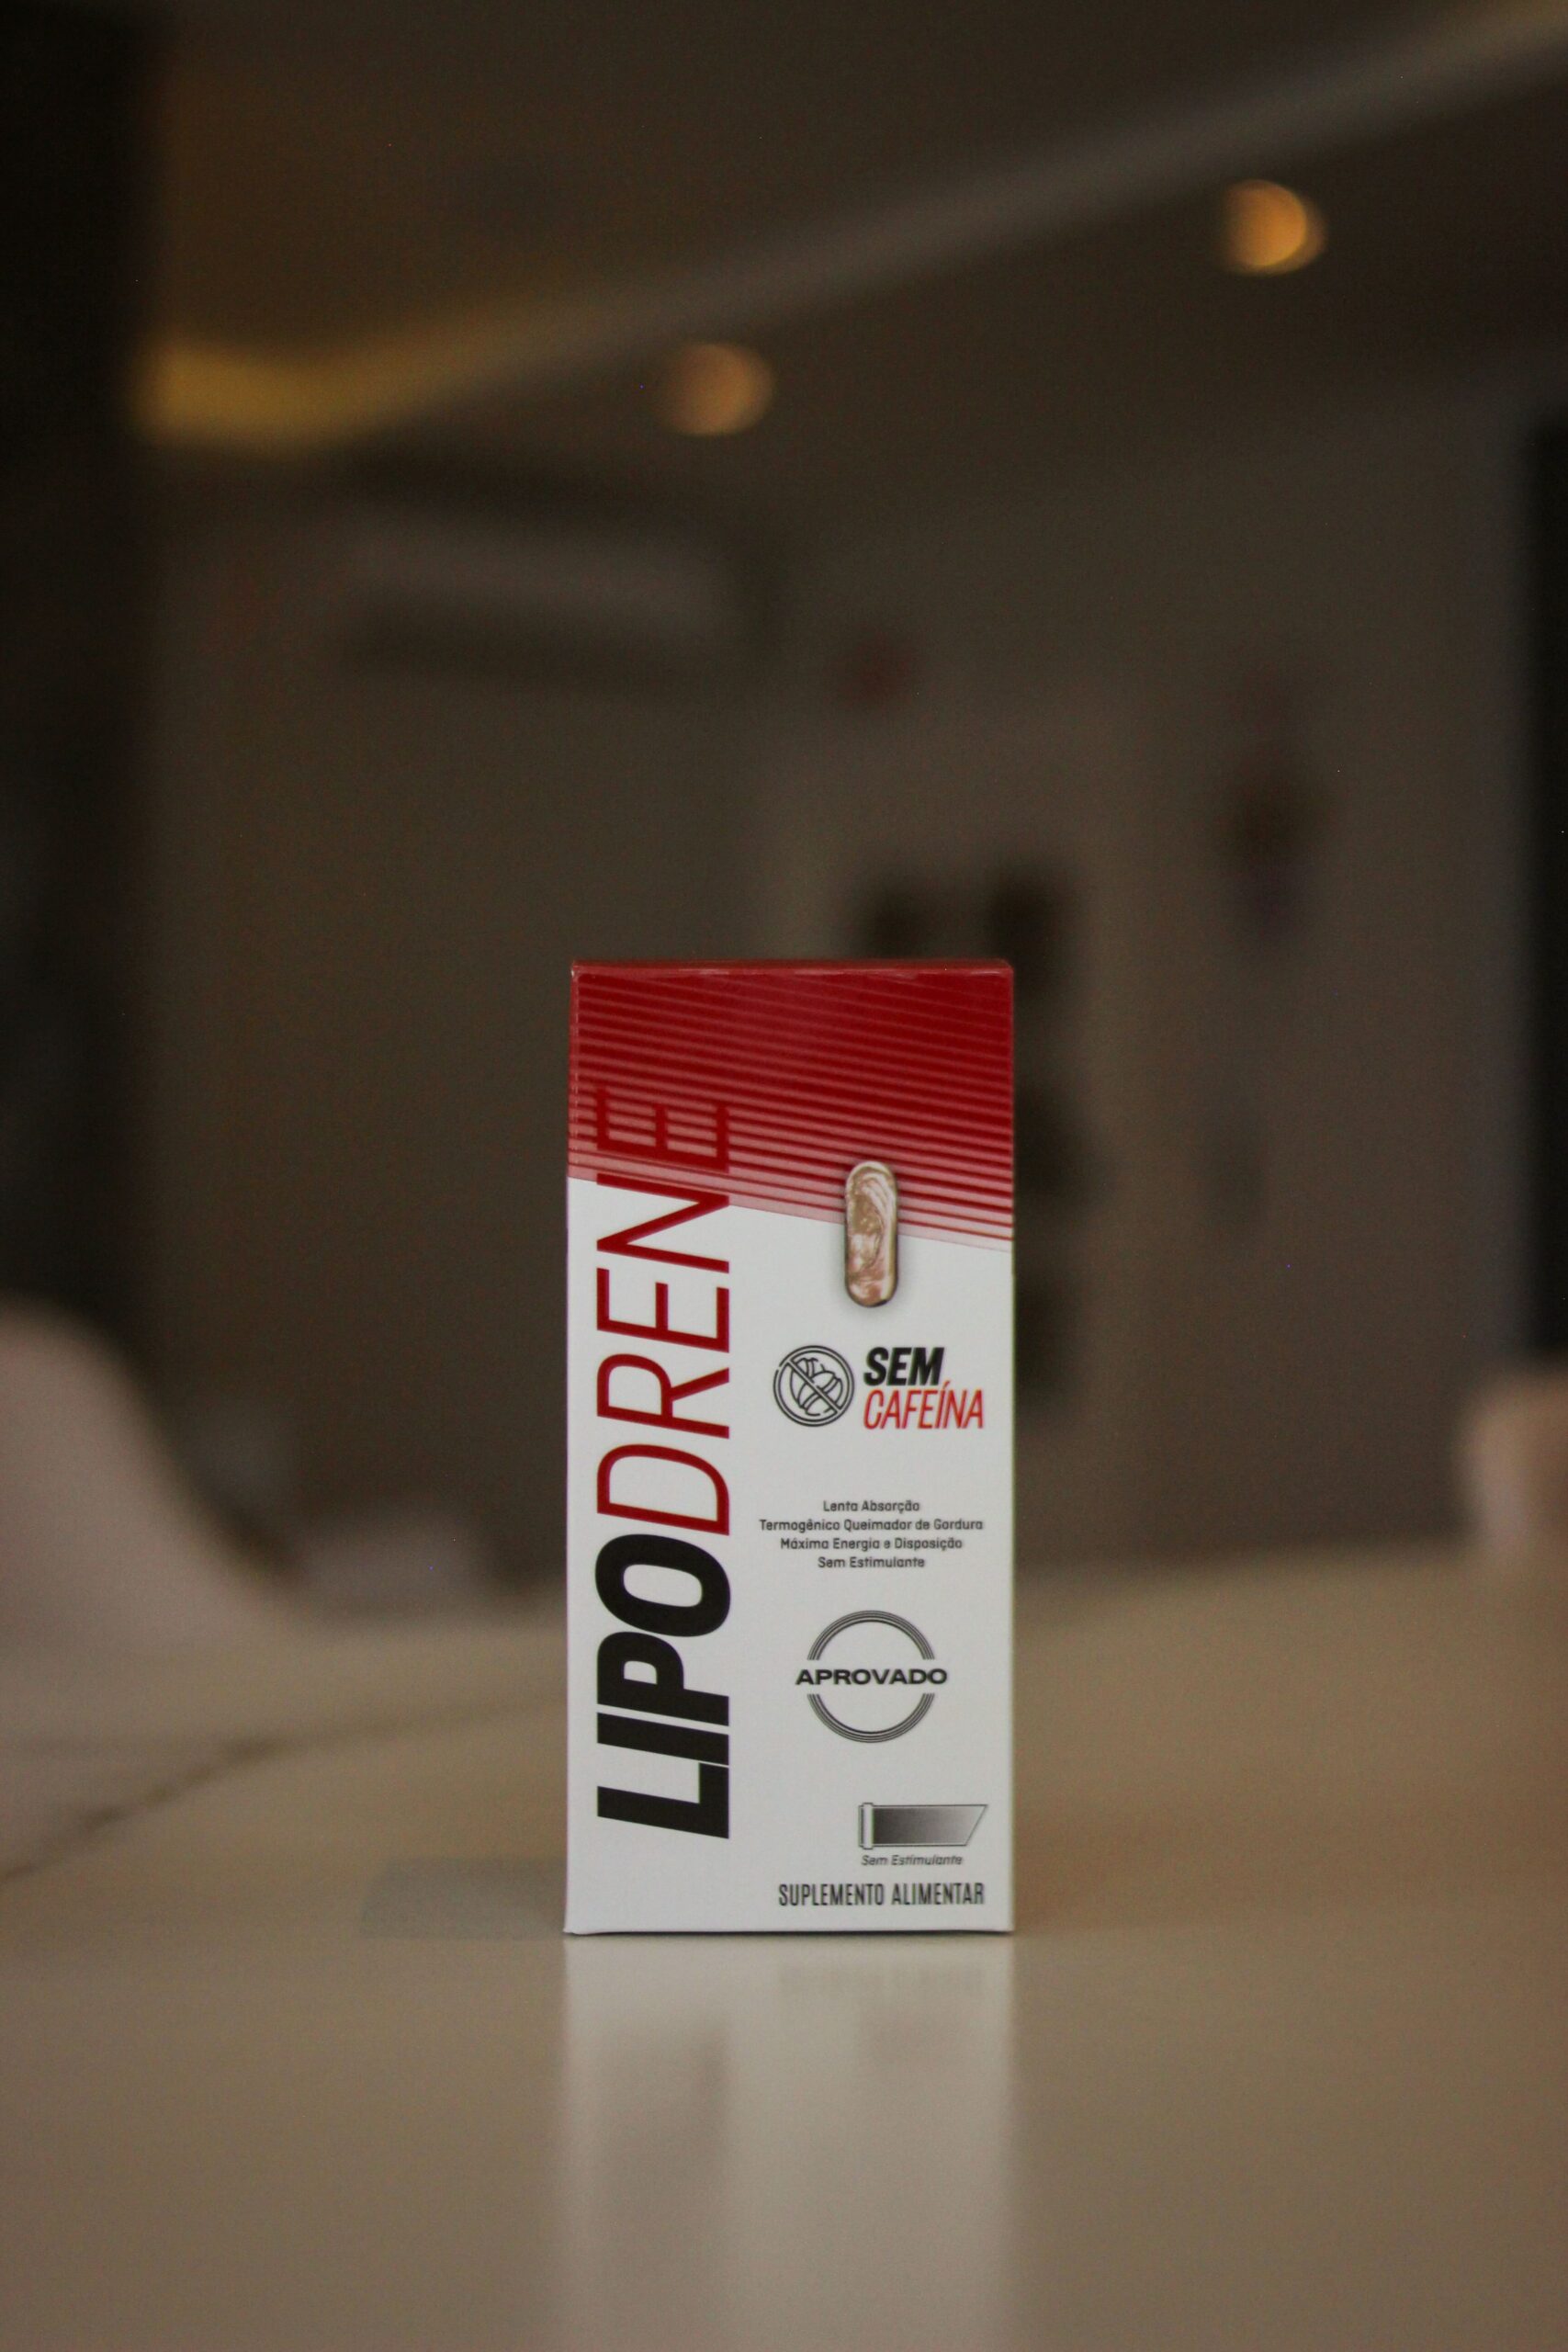 LIPODRENE
SEM
CAFEÍNA
Lenta Absorção
Termogênico Queimador de Gordura
Máxima Energia e Disposição
Sem Estimulante
APROVADO
Sem Estimulante
SUPLEMENTO ALIMENTAR